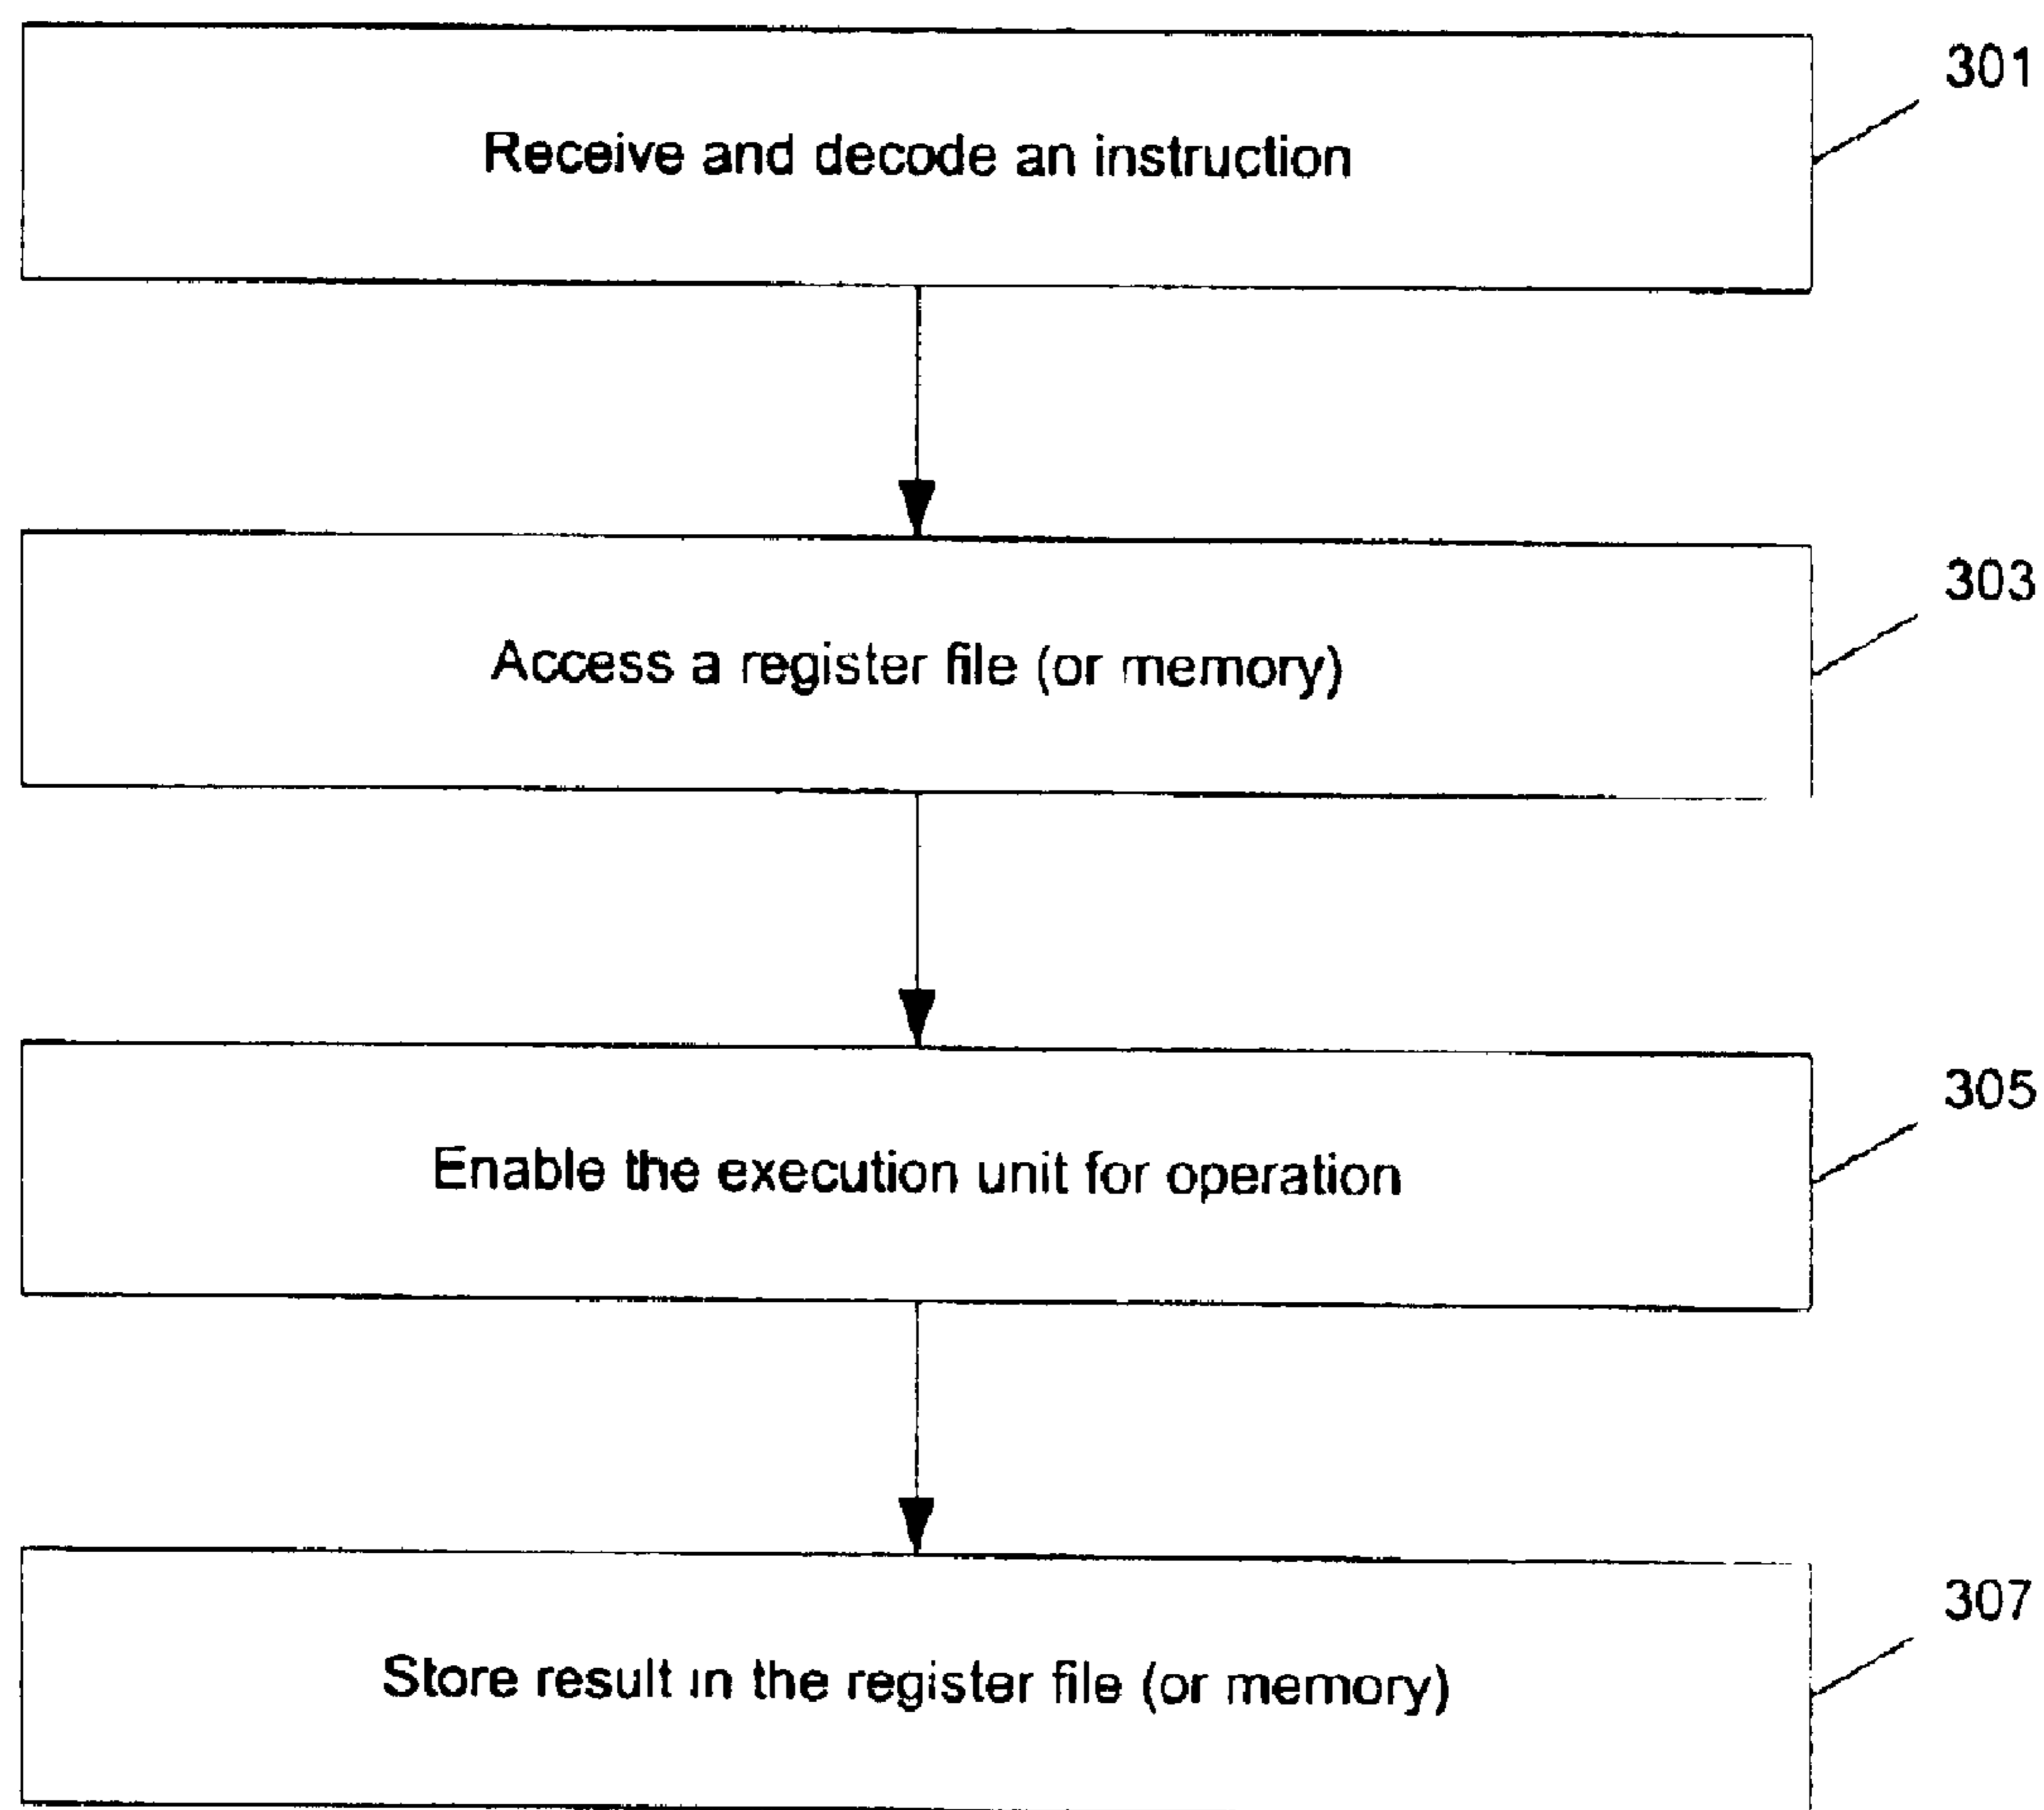 Receive and decode an instruction
301
Access a register file (or memory)
303
Enable the execution unit for operation
305
Store result in the register file (or memory)
307